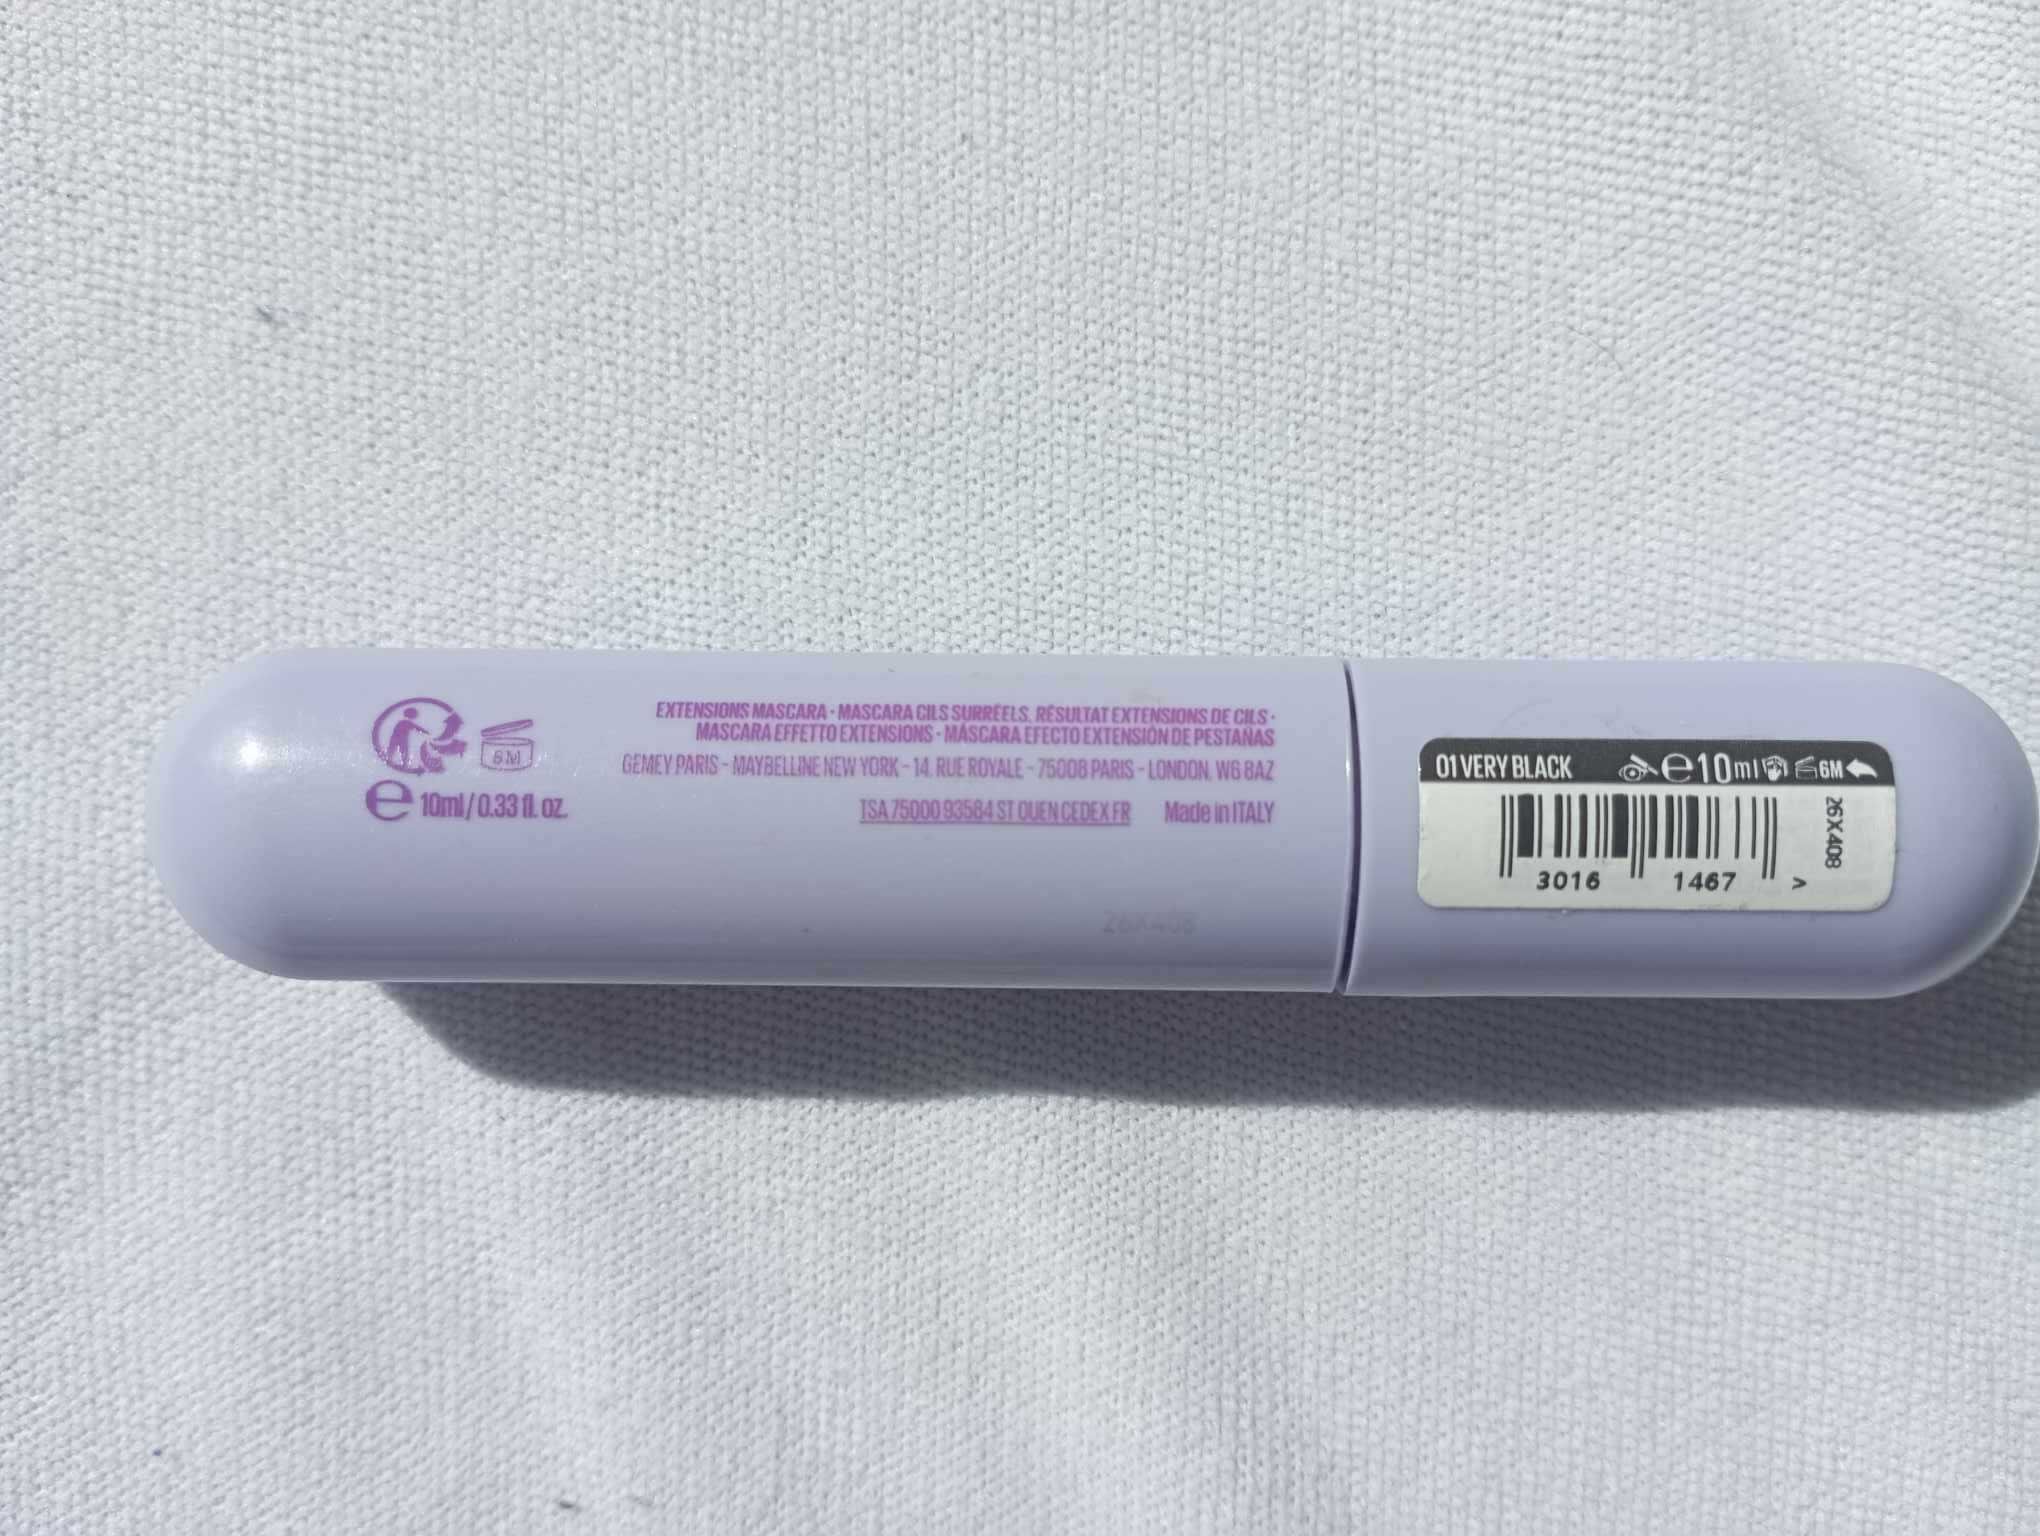 EXTENSIONS MASCARA · MASCARA CILS SURRÉELS, RÉSULTAT EXTENSIONS DE CILS ·
MASCARA EFFETTO EXTENSIONS · MÁSCARA EFECTO EXTENSIÓN DE PESTAÑAS
GEMEY PARIS - MAYBELLINE NEW YORK - 14, RUE ROYALE - 75008 PARIS - LONDON, W6 8AZ
TSA 75000 93584 ST OUEN CEDEX FR Made in ITALY
6 M
e 10ml / 0.33 fl. oz.
26X408
01 VERY BLACK e 10ml 6M
26X408
3016 1467 >